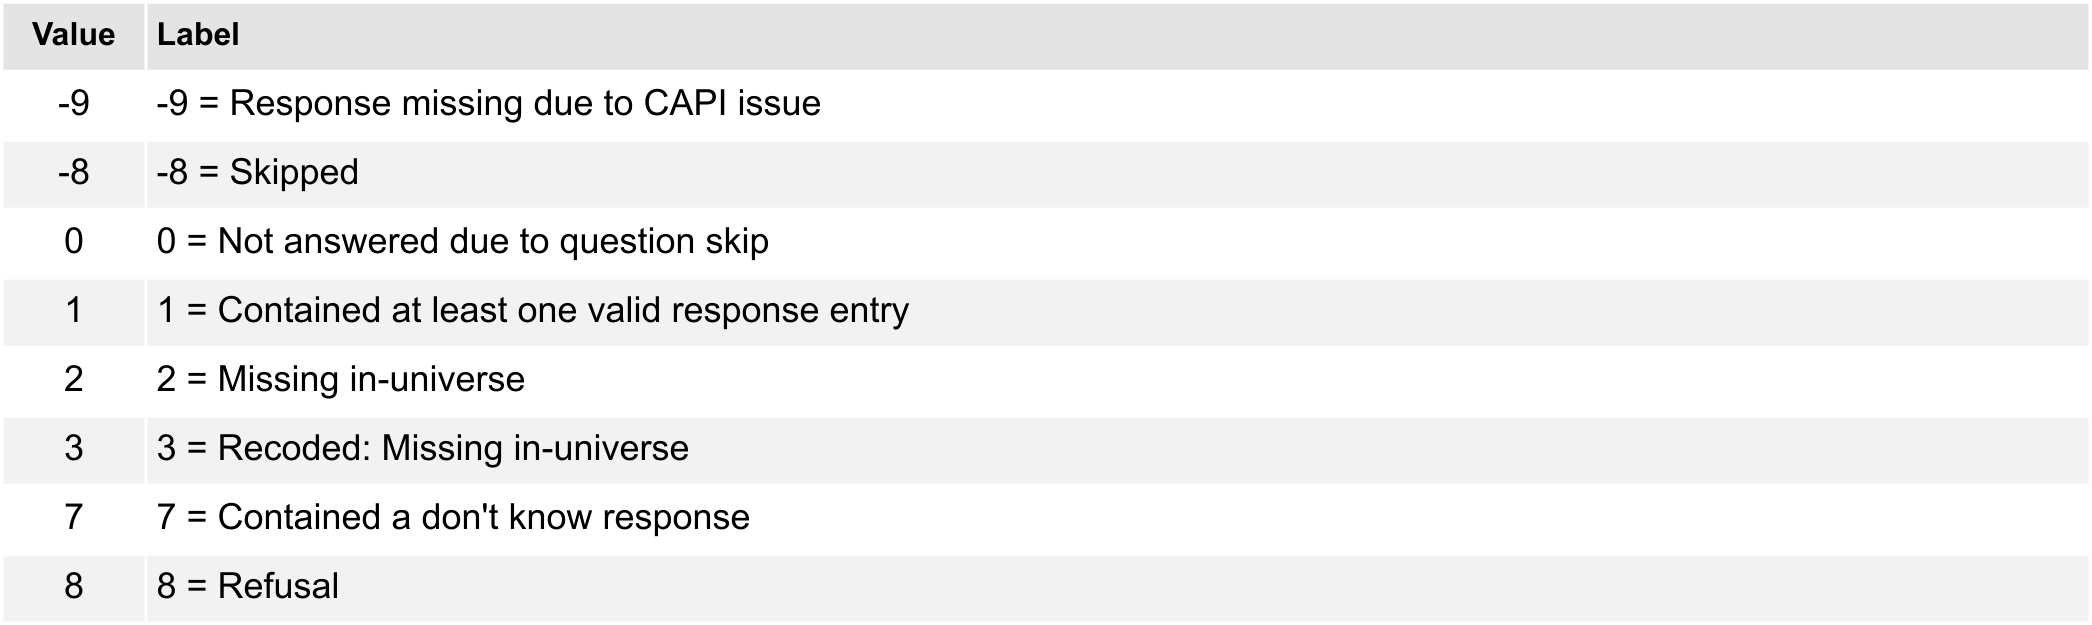 Value Label
-9 -9 = Response missing due to CAPI issue
-8 -8 = Skipped
0 0 = Not answered due to question skip
1 1 = Contained at least one valid response entry
2 2 = Missing in-universe
3 3 = Recoded: Missing in-universe
7 7 = Contained a don't know response
8 8 = Refusal